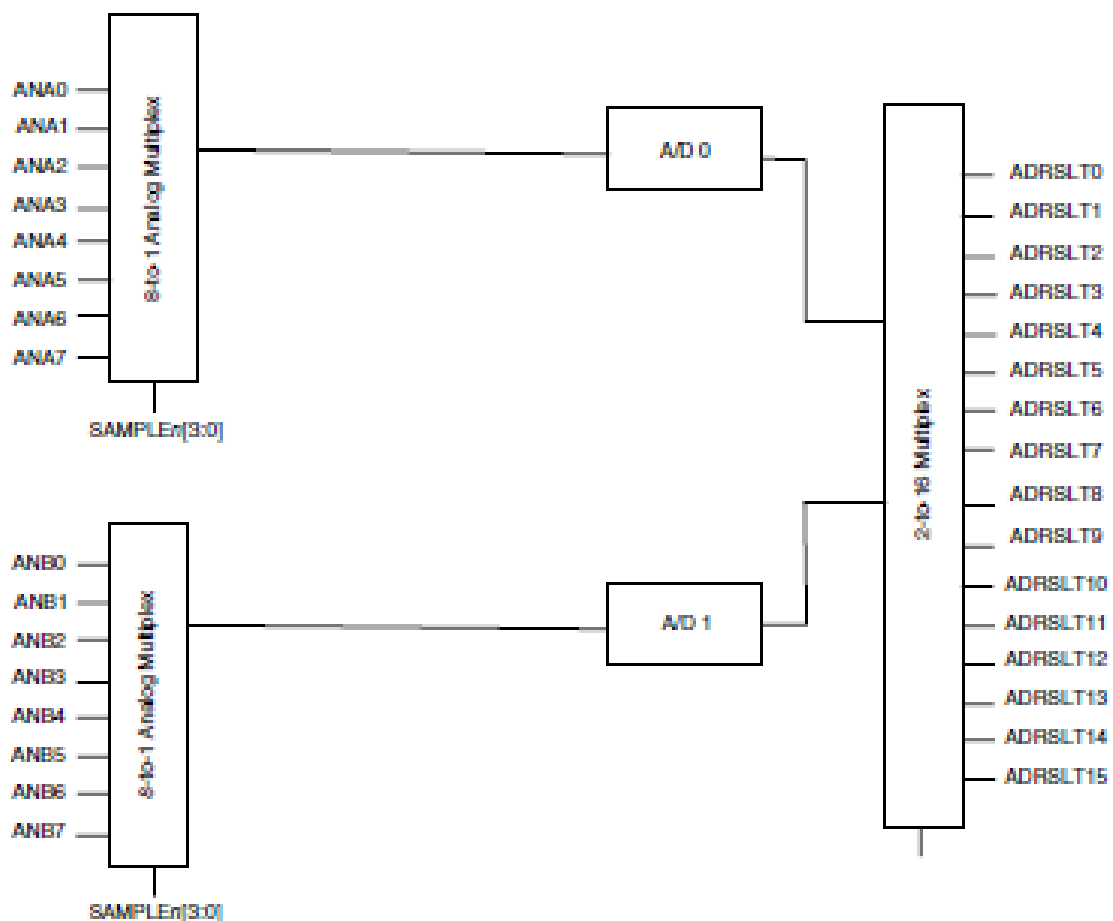 ANA0
ANA1
ANA2
ANA3
ANA4
ANA5
ANA6
ANA7
8-to-1 Analog Multiplex
SAMPLEn[3:0]
A/D 0
ANB0
ANB1
ANB2
ANB3
ANB4
ANB5
ANB6
ANB7
8-to-1 Analog Multiplex
SAMPLEn[3:0]
A/D 1
2-to-16 Multiplex
ADRSLT0
ADRSLT1
ADRSLT2
ADRSLT3
ADRSLT4
ADRSLT5
ADRSLT6
ADRSLT7
ADRSLT8
ADRSLT9
ADRSLT10
ADRSLT11
ADRSLT12
ADRSLT13
ADRSLT14
ADRSLT15